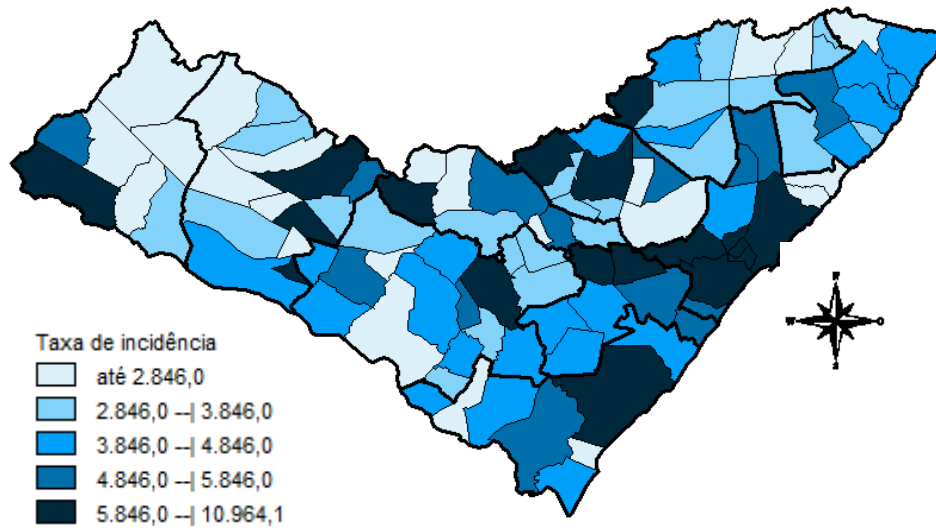 Taxa de incidência
até 2.846,0
2.846,0 --| 3.846,0
3.846,0 --| 4.846,0
4.846,0 --| 5.846,0
5.846,0 --| 10.964,1
N
W
O
S